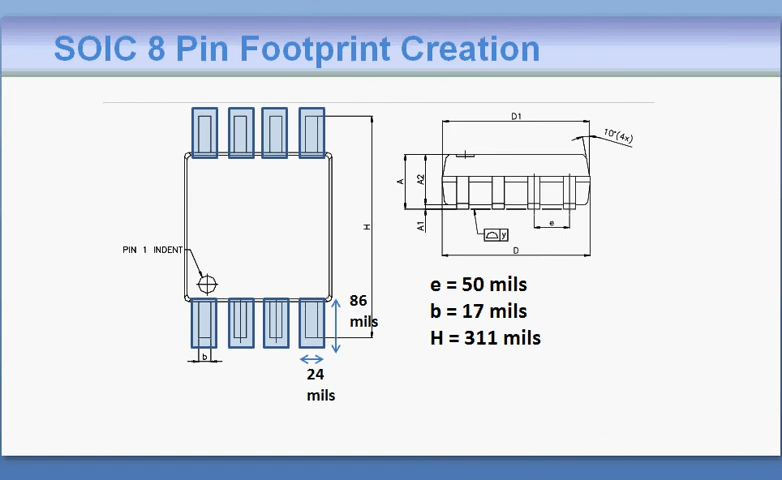 SOIC 8 Pin Footprint Creation
D1
10°(4x)
A
A2
A1
H
e
y
D
PIN 1 INDENT
e = 50 mils
b = 17 mils
H = 311 mils
86
mils
b
24
mils